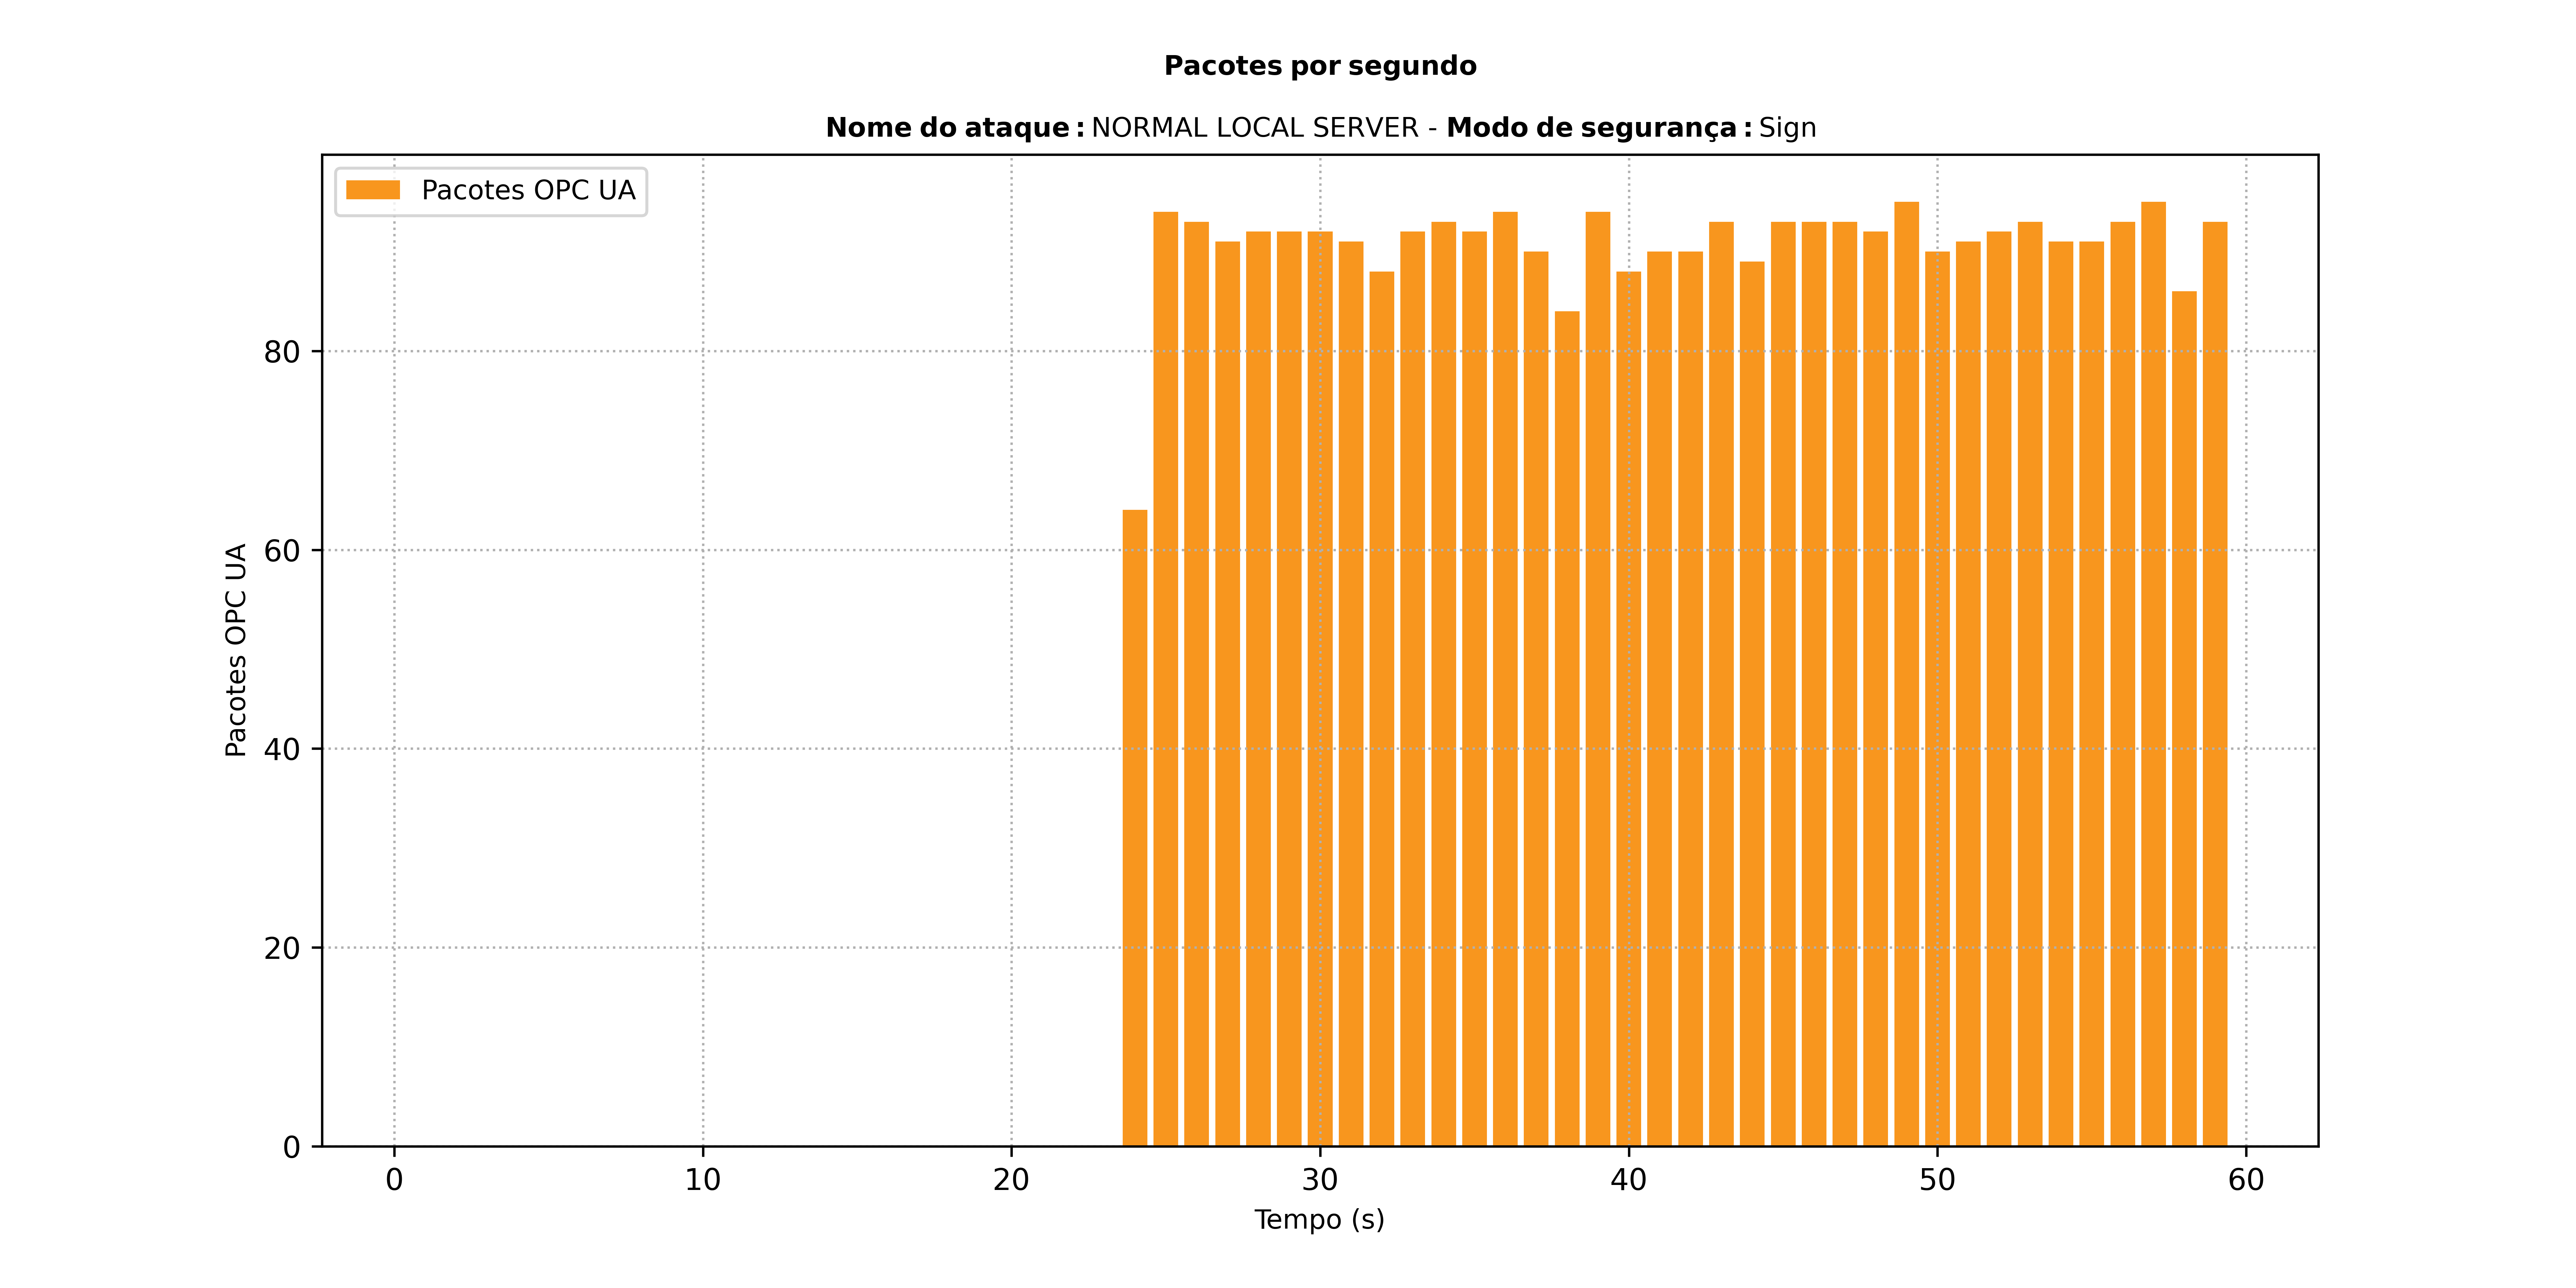 Pacotes por segundo
Nome do ataque: NORMAL LOCAL SERVER - Modo de segurança: Sign
Pacotes OPC UA
Pacotes OPC UA
80
60
40
20
0
0 10 20 30 40 50 60
Tempo (s)